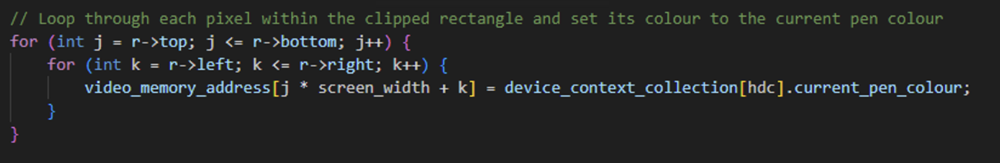 // Loop through each pixel within the clipped rectangle and set its colour to the current pen colour
for (int j = r->top; j <= r->bottom; j++) {
    for (int k = r->left; k <= r->right; k++) {
        video_memory_address[j * screen_width + k] = device_context_collection[hdc].current_pen_colour;
    }
}